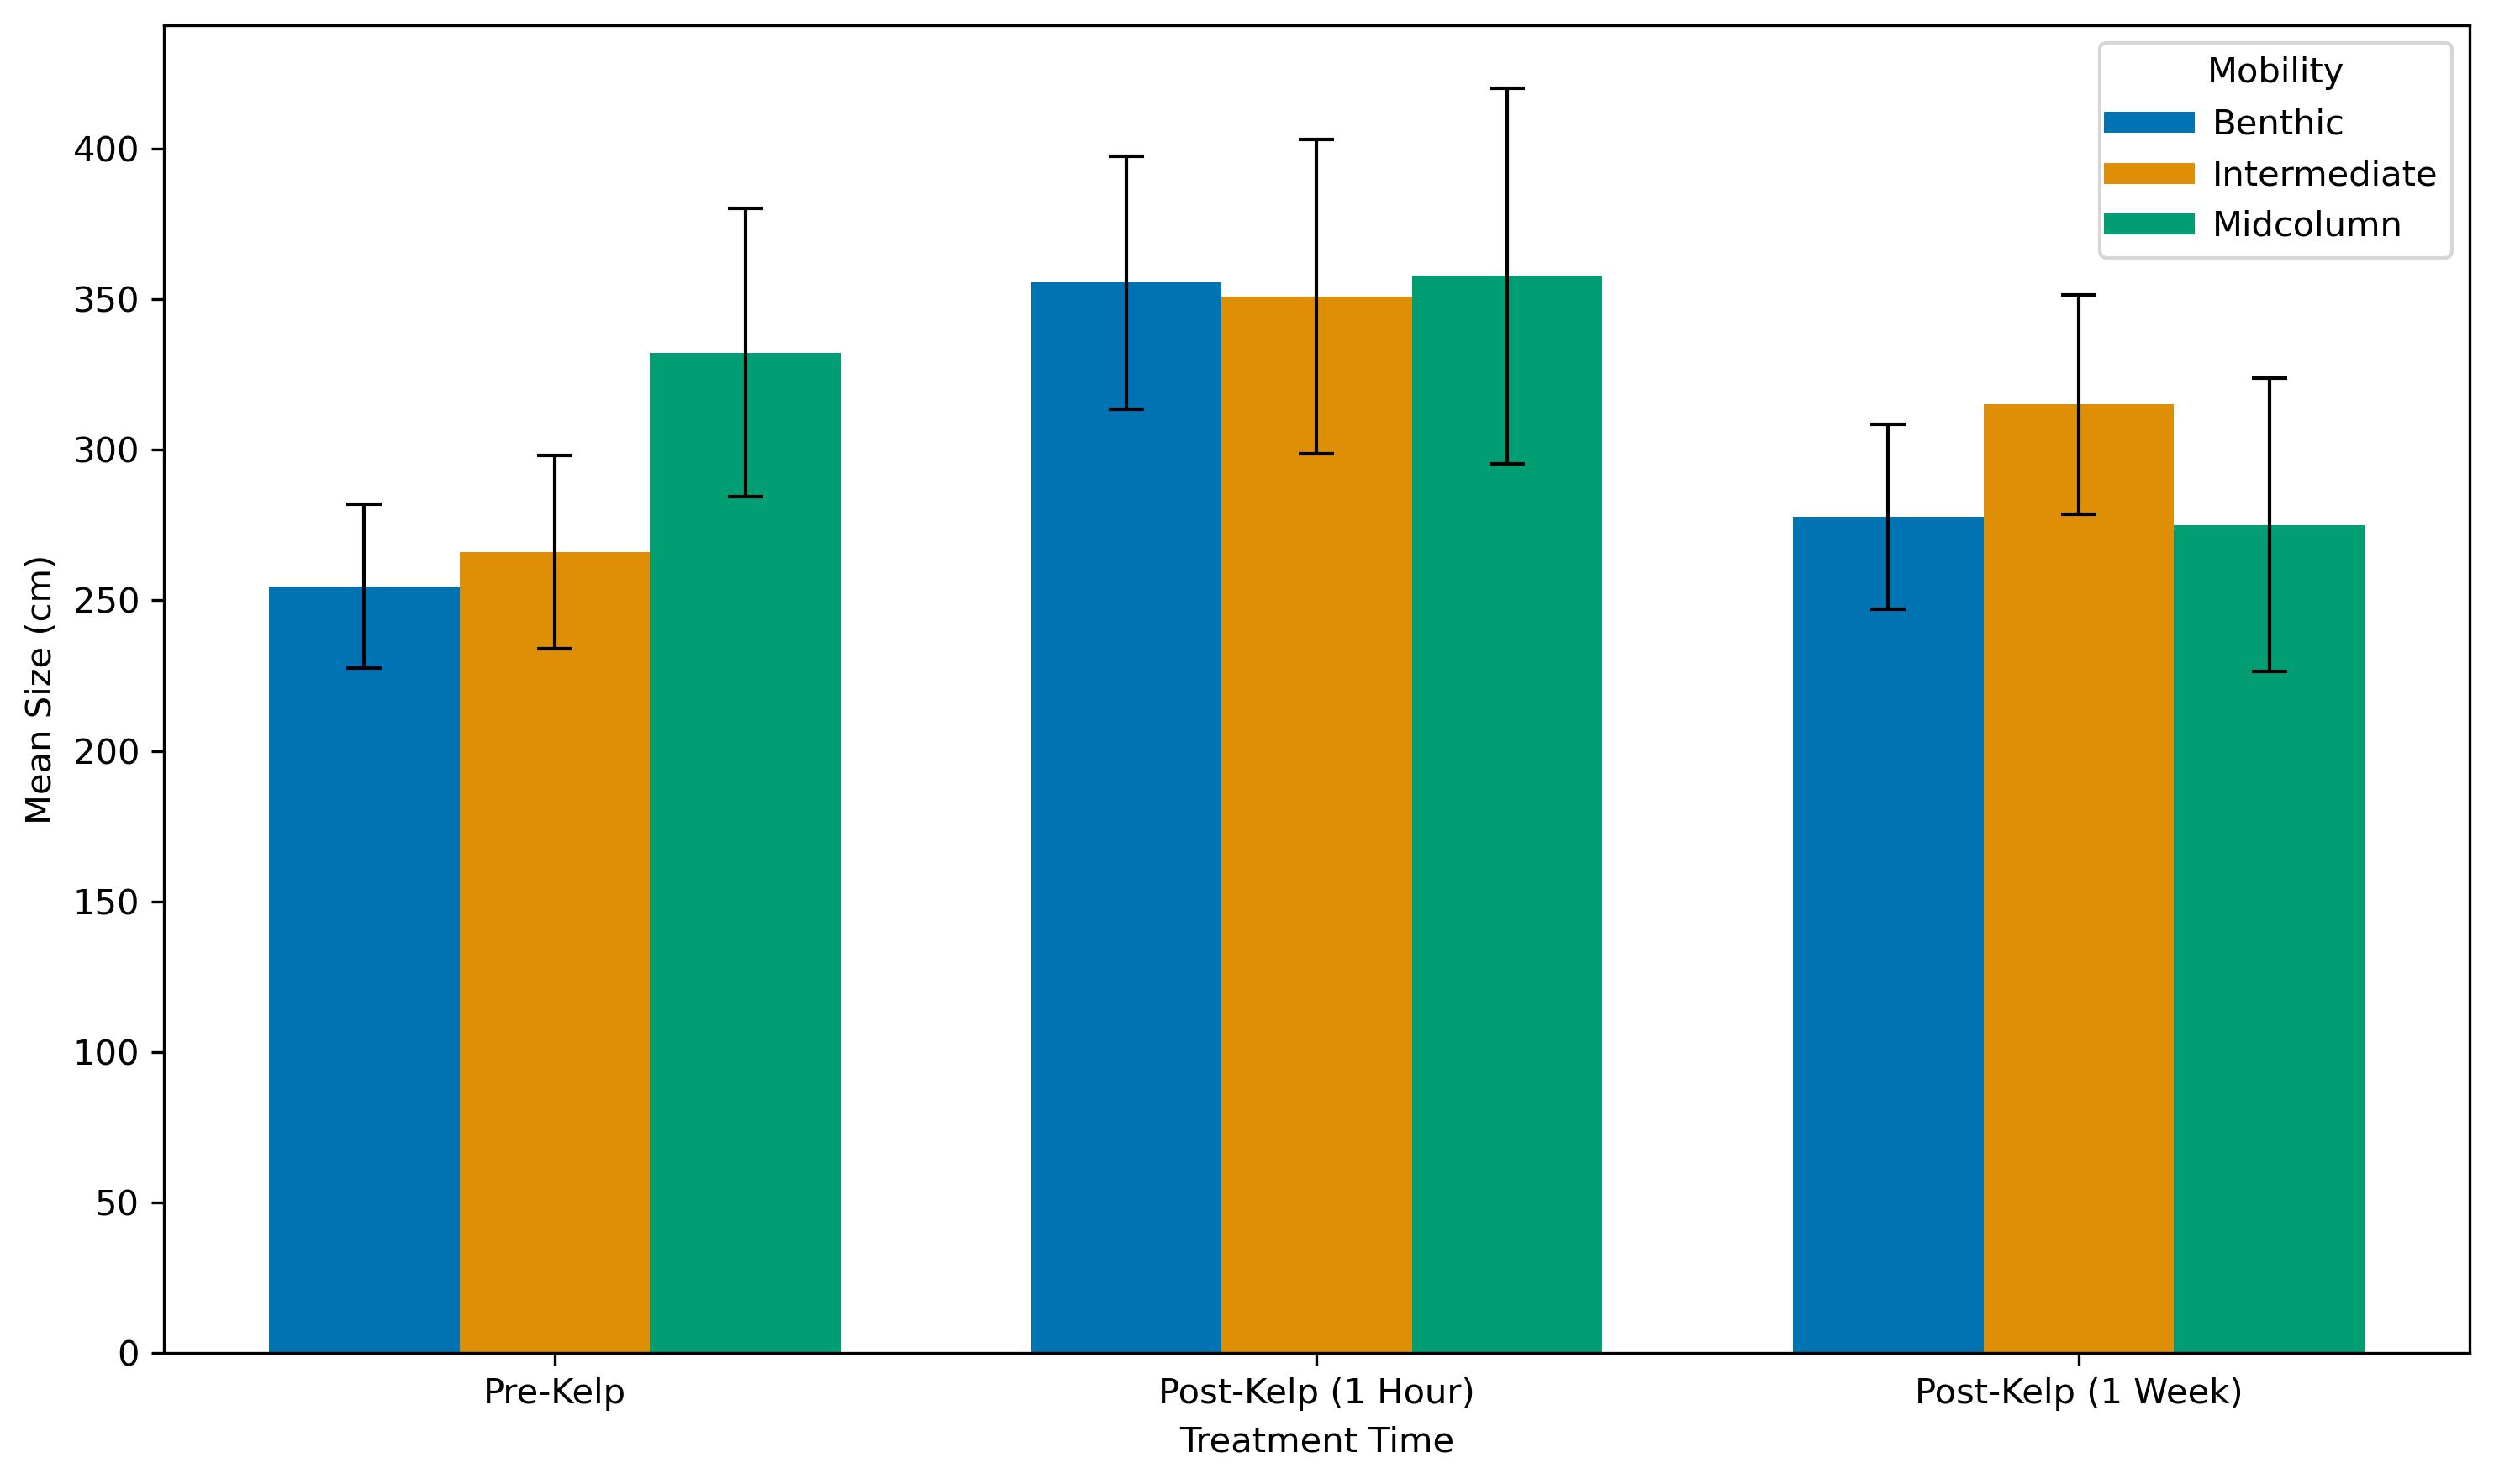 Mobility
Benthic
Intermediate
Midcolumn
Mean Size (cm)
400
350
300
250
200
150
100
50
0
Pre-Kelp
Post-Kelp (1 Hour)
Post-Kelp (1 Week)
Treatment Time